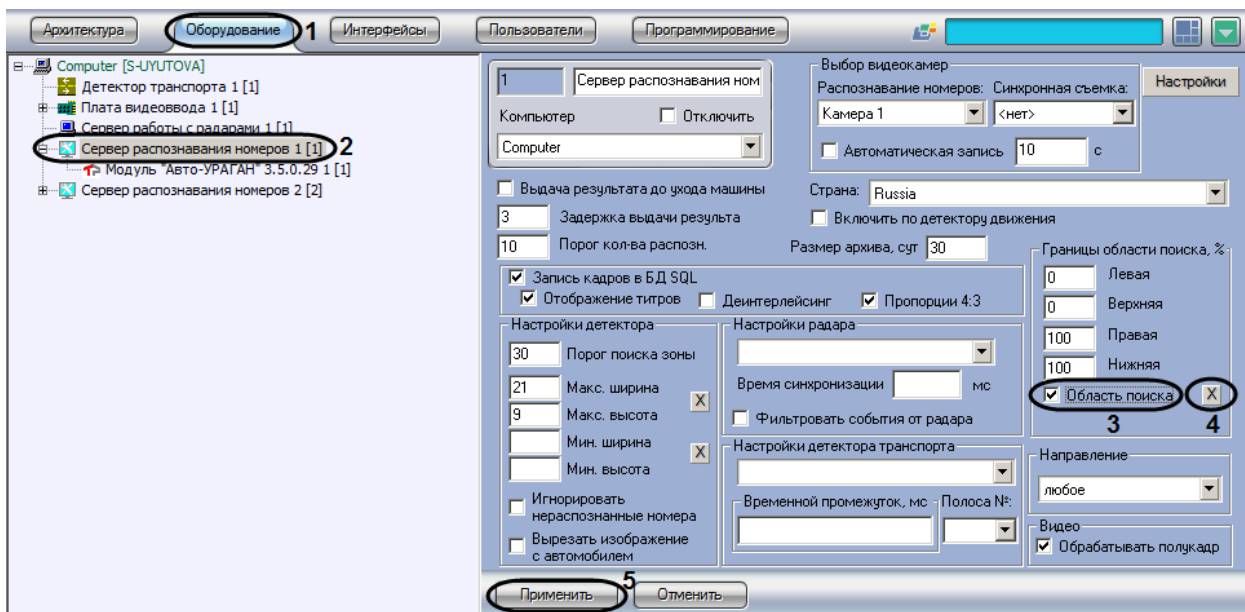 Архитектура Оборудование 1 Интерфейсы Пользователи Программирование
Computer [S-UYUTOVA]
Детектор транспорта 1 [1]
Плата видеоввода 1 [1]
Сервер работы с радарами 1 [1]
Сервер распознавания номеров 1 [1] 2
Модуль "Авто-УРАГАН" 3.5.0.29 1 [1]
Сервер распознавания номеров 2 [2]
1 Сервер распознавания ном
Компьютер Отключить
Computer
Выбор видеокамер
Распознавание номеров: Синхронная съемка:
Камера 1 <нет>
Автоматическая запись 10 с
Настройки
Выдача результата до ухода машины
3 Задержка выдачи результа
10 Порог кол-ва распозн.
Страна: Russia
Включить по детектору движения
Размер архива, сут 30
Запись кадров в БД SQL
Отображение титров Деинтерлейсинг Пропорции 4:3
Границы области поиска, %
0 Левая
0 Верхняя
100 Правая
100 Нижняя
Область поиска X
3 4
Настройки детектора
30 Порог поиска зоны
21 Макс. ширина
X
9 Макс. высота
Мин. ширина
X
Мин. высота
Игнорировать
нераспознанные номера
Вырезать изображение
с автомобилем
Настройки радара
Время синхронизации мс
Фильтровать события от радара
Настройки детектора транспорта
Временной промежуток, мс Полоса №:
Направление
любое
Видео
Обрабатывать полукадр
Применить 5 Отменить